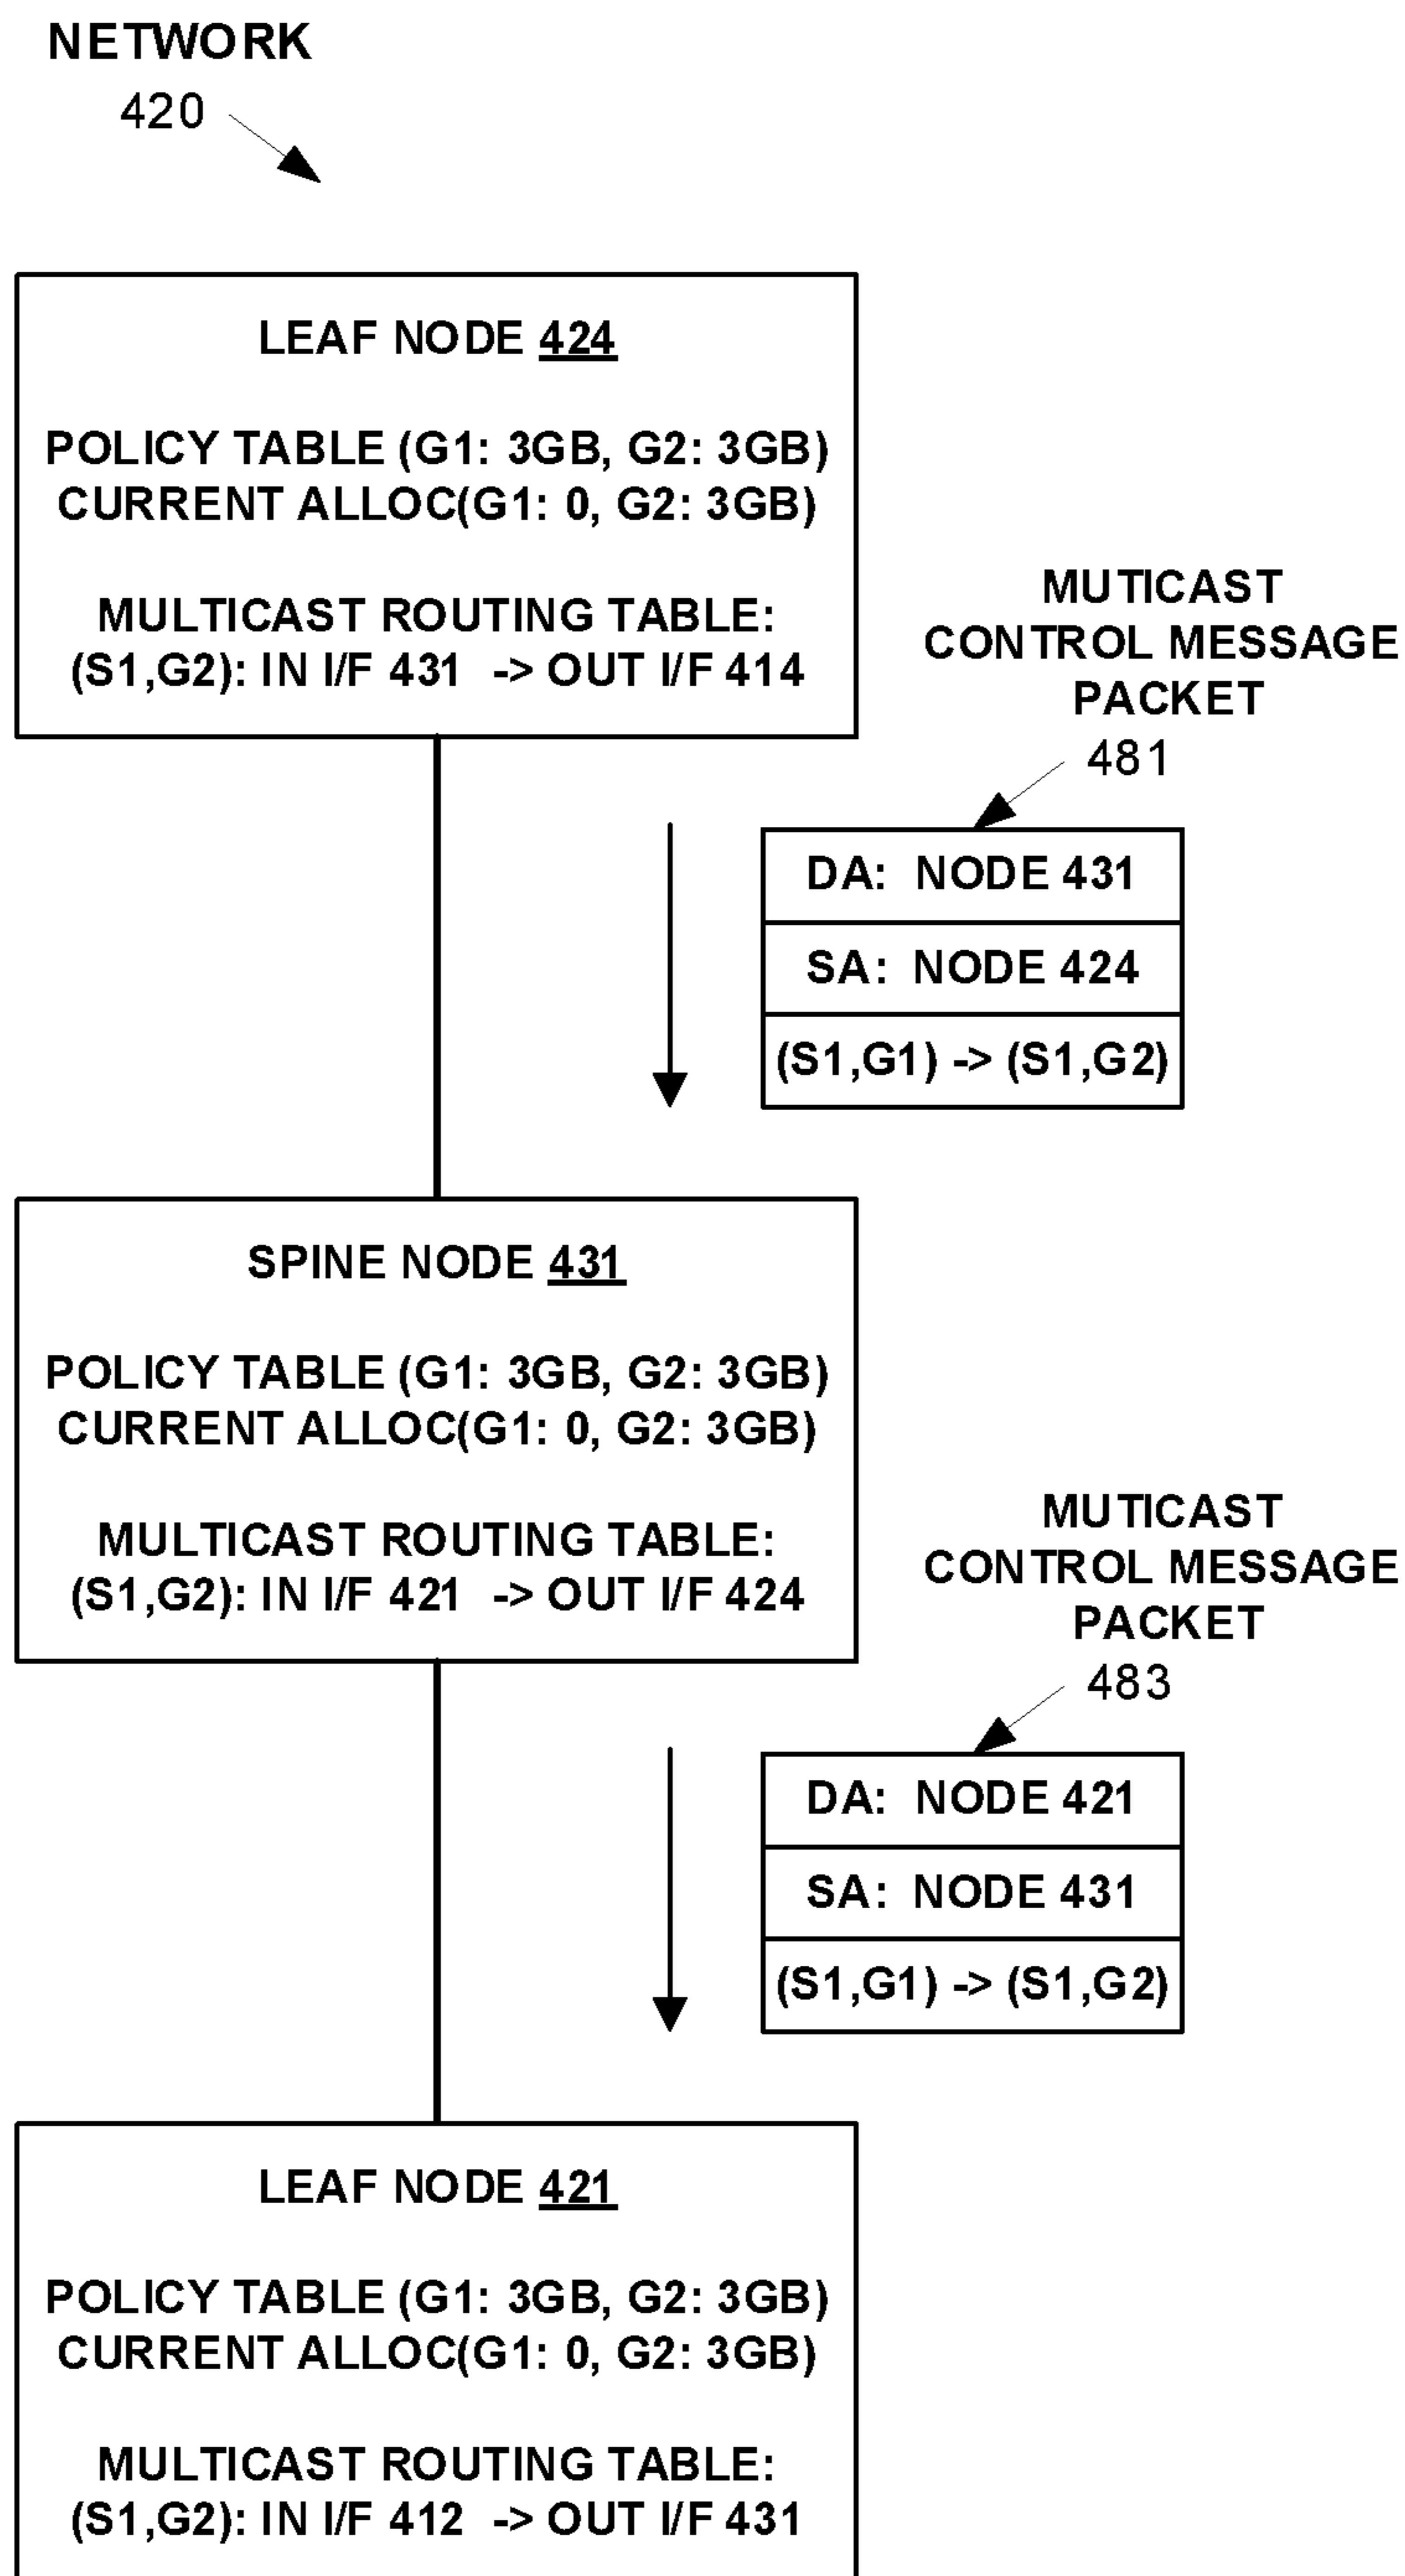 NETWORK
420
LEAF NODE 424
POLICY TABLE (G1: 3GB, G2: 3GB)
CURRENT ALLOC(G1: 0, G2: 3GB)
MULTICAST ROUTING TABLE:
(S1,G2): IN I/F 431 -> OUT I/F 414
MUTICAST
CONTROL MESSAGE
PACKET
481
DA: NODE 431
SA: NODE 424
(S1,G1) -> (S1,G2)
SPINE NODE 431
POLICY TABLE (G1: 3GB, G2: 3GB)
CURRENT ALLOC(G1: 0, G2: 3GB)
MULTICAST ROUTING TABLE:
(S1,G2): IN I/F 421 -> OUT I/F 424
MUTICAST
CONTROL MESSAGE
PACKET
483
DA: NODE 421
SA: NODE 431
(S1,G1) -> (S1,G2)
LEAF NODE 421
POLICY TABLE (G1: 3GB, G2: 3GB)
CURRENT ALLOC(G1: 0, G2: 3GB)
MULTICAST ROUTING TABLE:
(S1,G2): IN I/F 412 -> OUT I/F 431